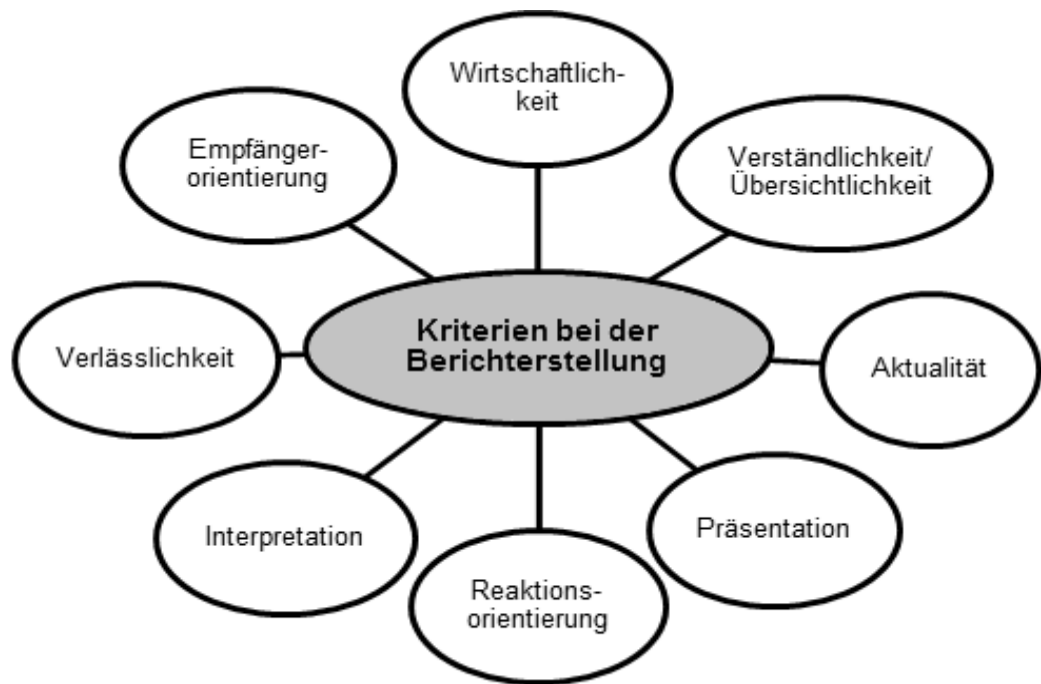 Wirtschaftlich-
keit
Empfänger-
orientierung
Verständlichkeit/
Übersichtlichkeit
Kriterien bei der
Berichterstellung
Verlässlichkeit
Aktualität
Interpretation
Präsentation
Reaktions-
orientierung